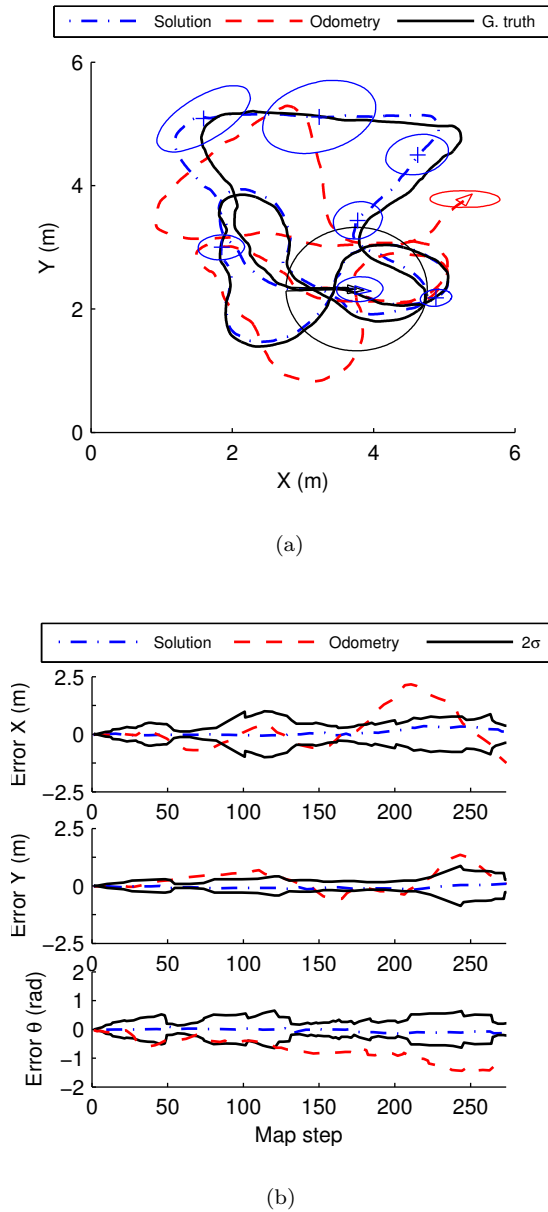 Solution Odometry G. truth
6
4
2
0
Y (m)
0 2 4 6
X (m)
(a)
Solution Odometry 2σ
2.5
0
−2.5
Error X (m)
0 50 100 150 200 250
2.5
0
−2.5
Error Y (m)
0 50 100 150 200 250
2
1
0
−1
−2
Error θ (rad)
0 50 100 150 200 250
Map step
(b)